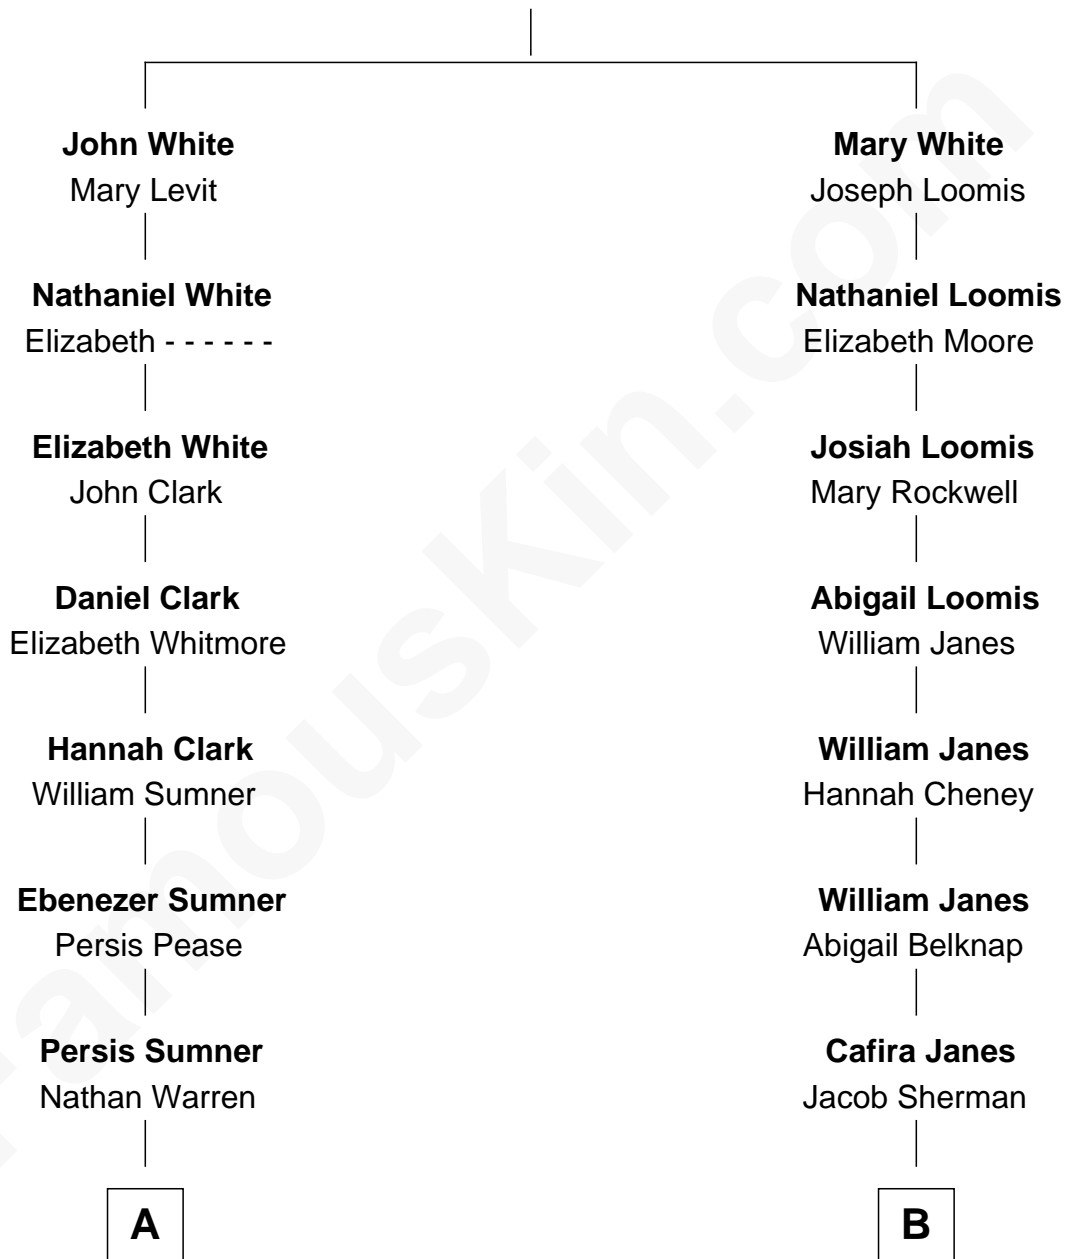 John White
Mary Levit
Nathaniel White
Elizabeth - - - - - -
Elizabeth White
John Clark
Daniel Clark
Elizabeth Whitmore
Hannah Clark
William Sumner
Ebenezer Sumner
Persis Pease
Persis Sumner
Nathan Warren
A
Mary White
Joseph Loomis
Nathaniel Loomis
Elizabeth Moore
Josiah Loomis
Mary Rockwell
Abigail Loomis
William Janes
William Janes
Hannah Cheney
William Janes
Abigail Belknap
Cafira Janes
Jacob Sherman
B
FamousKin.com